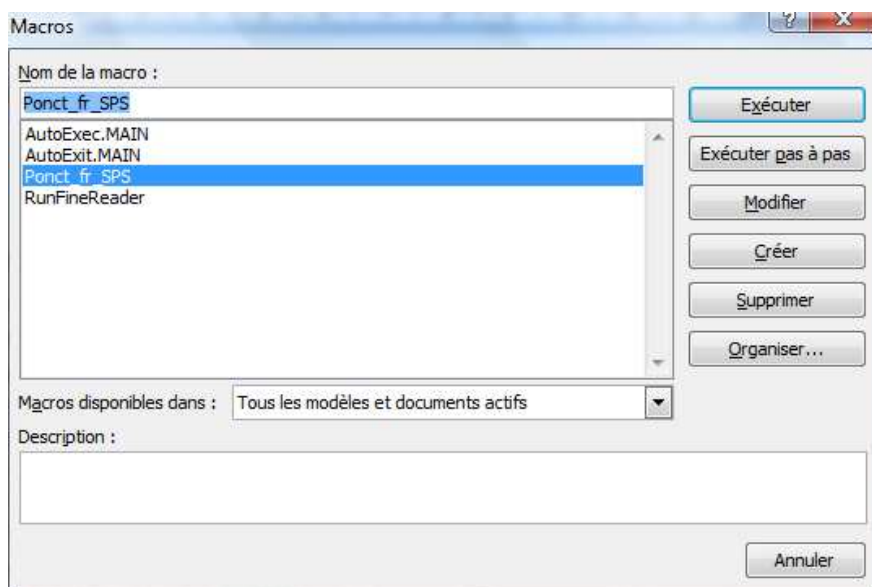 Macros
?
X
Nom de la macro :
Ponct_fr_SPS
AutoExec.MAIN
AutoExit.MAIN
Ponct_fr_SPS
RunFineReader
Exécuter
Exécuter pas à pas
Modifier
Créer
Supprimer
Organiser...
Macros disponibles dans : Tous les modèles et documents actifs
Description :
Annuler